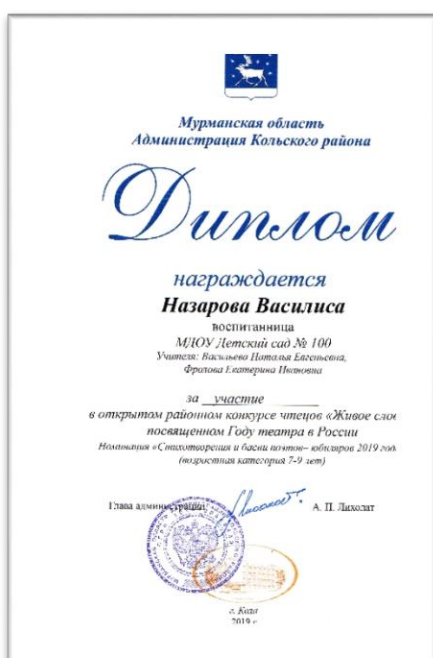 Мурманская область
Администрация Кольского района
Диплом
награждается
Назарова Василиса
воспитанница
МДОУ Детский сад № 100
Учителя: Васильева Наталья Евгеньевна,
Фролова Екатерина Ивановна
за участие
в открытом районном конкурсе чтецов «Живое слов
посвященном Году театра в России
Номинация «Стихотворения и басни поэтов– юбиляров 2019 года
(возрастная категория 7-9 лет)
Глава администрации А. П. Лихолат
г. Кола
2019 г.